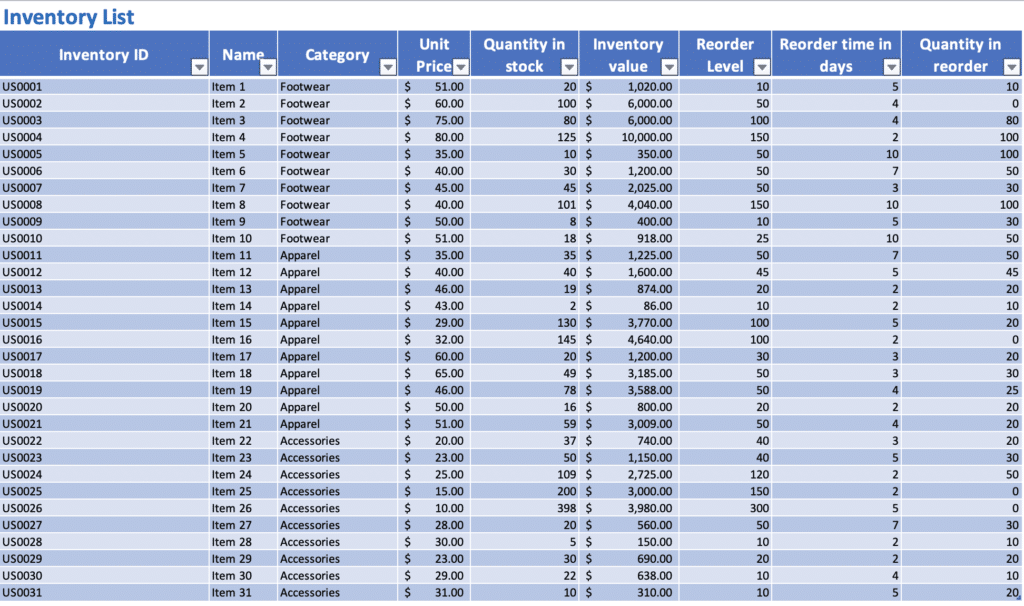 Inventory List
Inventory ID Name Category Unit Price Quantity in stock Inventory value Reorder Level Reorder time in days Quantity in reorder
US0001 Item 1 Footwear $ 51.00 20 $ 1,020.00 10 5 10
US0002 Item 2 Footwear $ 60.00 100 $ 6,000.00 50 4 0
US0003 Item 3 Footwear $ 75.00 80 $ 6,000.00 100 4 80
US0004 Item 4 Footwear $ 80.00 125 $ 10,000.00 150 2 100
US0005 Item 5 Footwear $ 35.00 10 $ 350.00 50 10 100
US0006 Item 6 Footwear $ 40.00 30 $ 1,200.00 50 7 50
US0007 Item 7 Footwear $ 45.00 45 $ 2,025.00 50 3 30
US0008 Item 8 Footwear $ 40.00 101 $ 4,040.00 150 10 100
US0009 Item 9 Footwear $ 50.00 8 $ 400.00 10 5 30
US0010 Item 10 Footwear $ 51.00 18 $ 918.00 25 10 50
US0011 Item 11 Apparel $ 35.00 35 $ 1,225.00 50 7 50
US0012 Item 12 Apparel $ 40.00 40 $ 1,600.00 45 5 45
US0013 Item 13 Apparel $ 46.00 19 $ 874.00 20 2 20
US0014 Item 14 Apparel $ 43.00 2 $ 86.00 10 2 10
US0015 Item 15 Apparel $ 29.00 130 $ 3,770.00 100 5 20
US0016 Item 16 Apparel $ 32.00 145 $ 4,640.00 100 2 0
US0017 Item 17 Apparel $ 60.00 20 $ 1,200.00 30 3 20
US0018 Item 18 Apparel $ 65.00 49 $ 3,185.00 50 3 30
US0019 Item 19 Apparel $ 46.00 78 $ 3,588.00 50 4 25
US0020 Item 20 Apparel $ 50.00 16 $ 800.00 20 2 20
US0021 Item 21 Apparel $ 51.00 59 $ 3,009.00 50 4 20
US0022 Item 22 Accessories $ 20.00 37 $ 740.00 40 3 20
US0023 Item 23 Accessories $ 23.00 50 $ 1,150.00 40 5 30
US0024 Item 24 Accessories $ 25.00 109 $ 2,725.00 120 2 50
US0025 Item 25 Accessories $ 15.00 200 $ 3,000.00 150 2 0
US0026 Item 26 Accessories $ 10.00 398 $ 3,980.00 300 5 0
US0027 Item 27 Accessories $ 28.00 20 $ 560.00 50 7 30
US0028 Item 28 Accessories $ 30.00 5 $ 150.00 10 2 10
US0029 Item 29 Accessories $ 23.00 30 $ 690.00 20 2 20
US0030 Item 30 Accessories $ 29.00 22 $ 638.00 10 4 10
US0031 Item 31 Accessories $ 31.00 10 $ 310.00 10 5 20